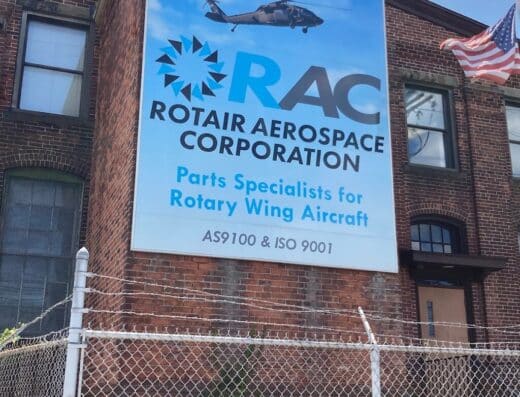 RAC
ROTAIR AEROSPACE
CORPORATION
Parts Specialists for
Rotary Wing Aircraft
AS9100 & ISO 9001